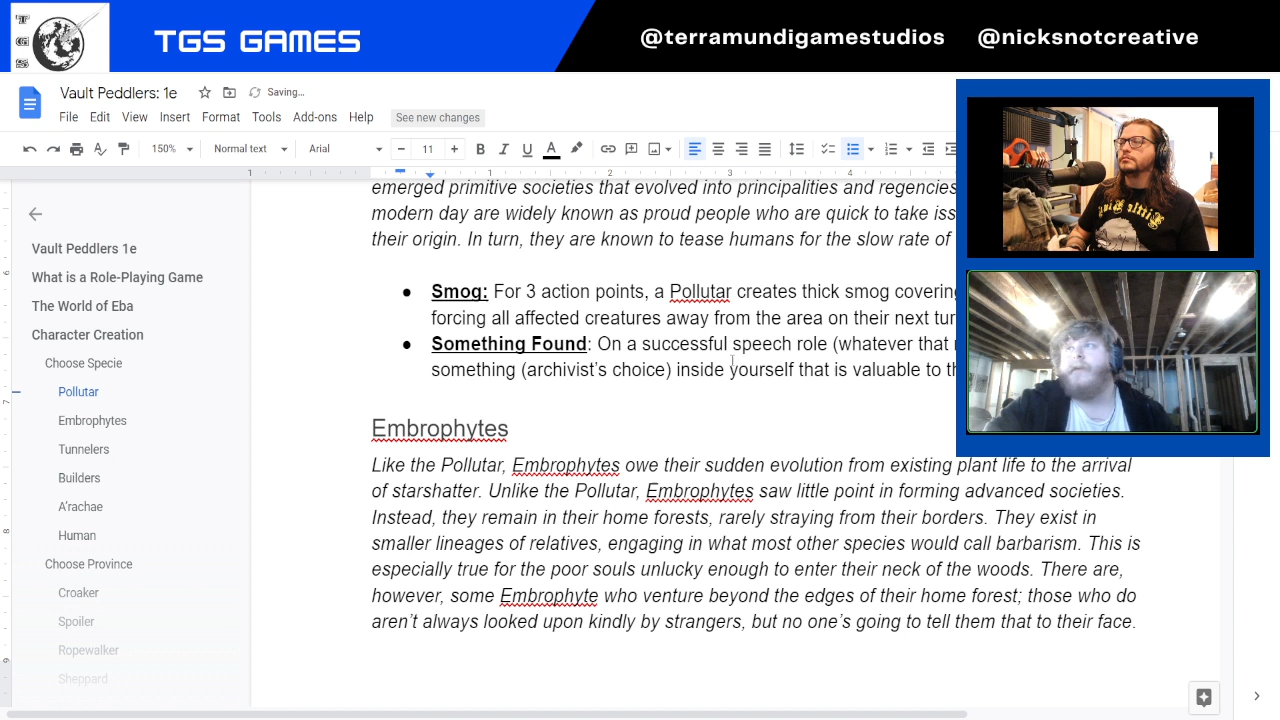 TGS
TGS GAMES
@terramundigamestudios @nicksnotcreative
Vault Peddlers: 1e Saving...
File Edit View Insert Format Tools Add-ons Help See new changes
150% Normal text Arial 11
1 1 2 3 4
emerged primitive societies that evolved into principalities and regencies
modern day are widely known as proud people who are quick to take iss
their origin. In turn, they are known to tease humans for the slow rate of
Vault Peddlers 1e
What is a Role-Playing Game
The World of Eba
Character Creation
Choose Specie
Pollutar
Embrophytes
Tunnelers
Builders
A'rachae
Human
Choose Province
Croaker
Spoiler
Ropewalker
Sheppard
● Smog: For 3 action points, a Pollutar creates thick smog covering
forcing all affected creatures away from the area on their next tur
● Something Found: On a successful speech role (whatever that
something (archivist's choice) inside yourself that is valuable to th
Embrophytes
Like the Pollutar, Embrophytes owe their sudden evolution from existing plant life to the arrival
of starshatter. Unlike the Pollutar, Embrophytes saw little point in forming advanced societies.
Instead, they remain in their home forests, rarely straying from their borders. They exist in
smaller lineages of relatives, engaging in what most other species would call barbarism. This is
especially true for the poor souls unlucky enough to enter their neck of the woods. There are,
however, some Embrophyte who venture beyond the edges of their home forest; those who do
aren't always looked upon kindly by strangers, but no one's going to tell them that to their face.